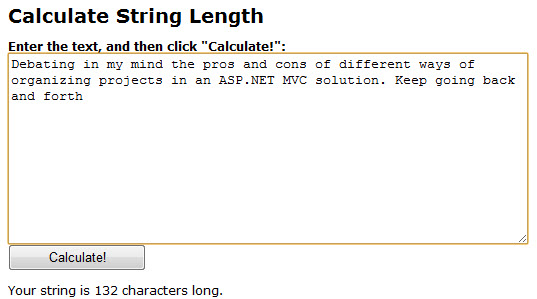 Calculate String Length
Enter the text, and then click "Calculate!":
Debating in my mind the pros and cons of different ways of
organizing projects in an ASP.NET MVC solution. Keep going back
and forth
Calculate!
Your string is 132 characters long.